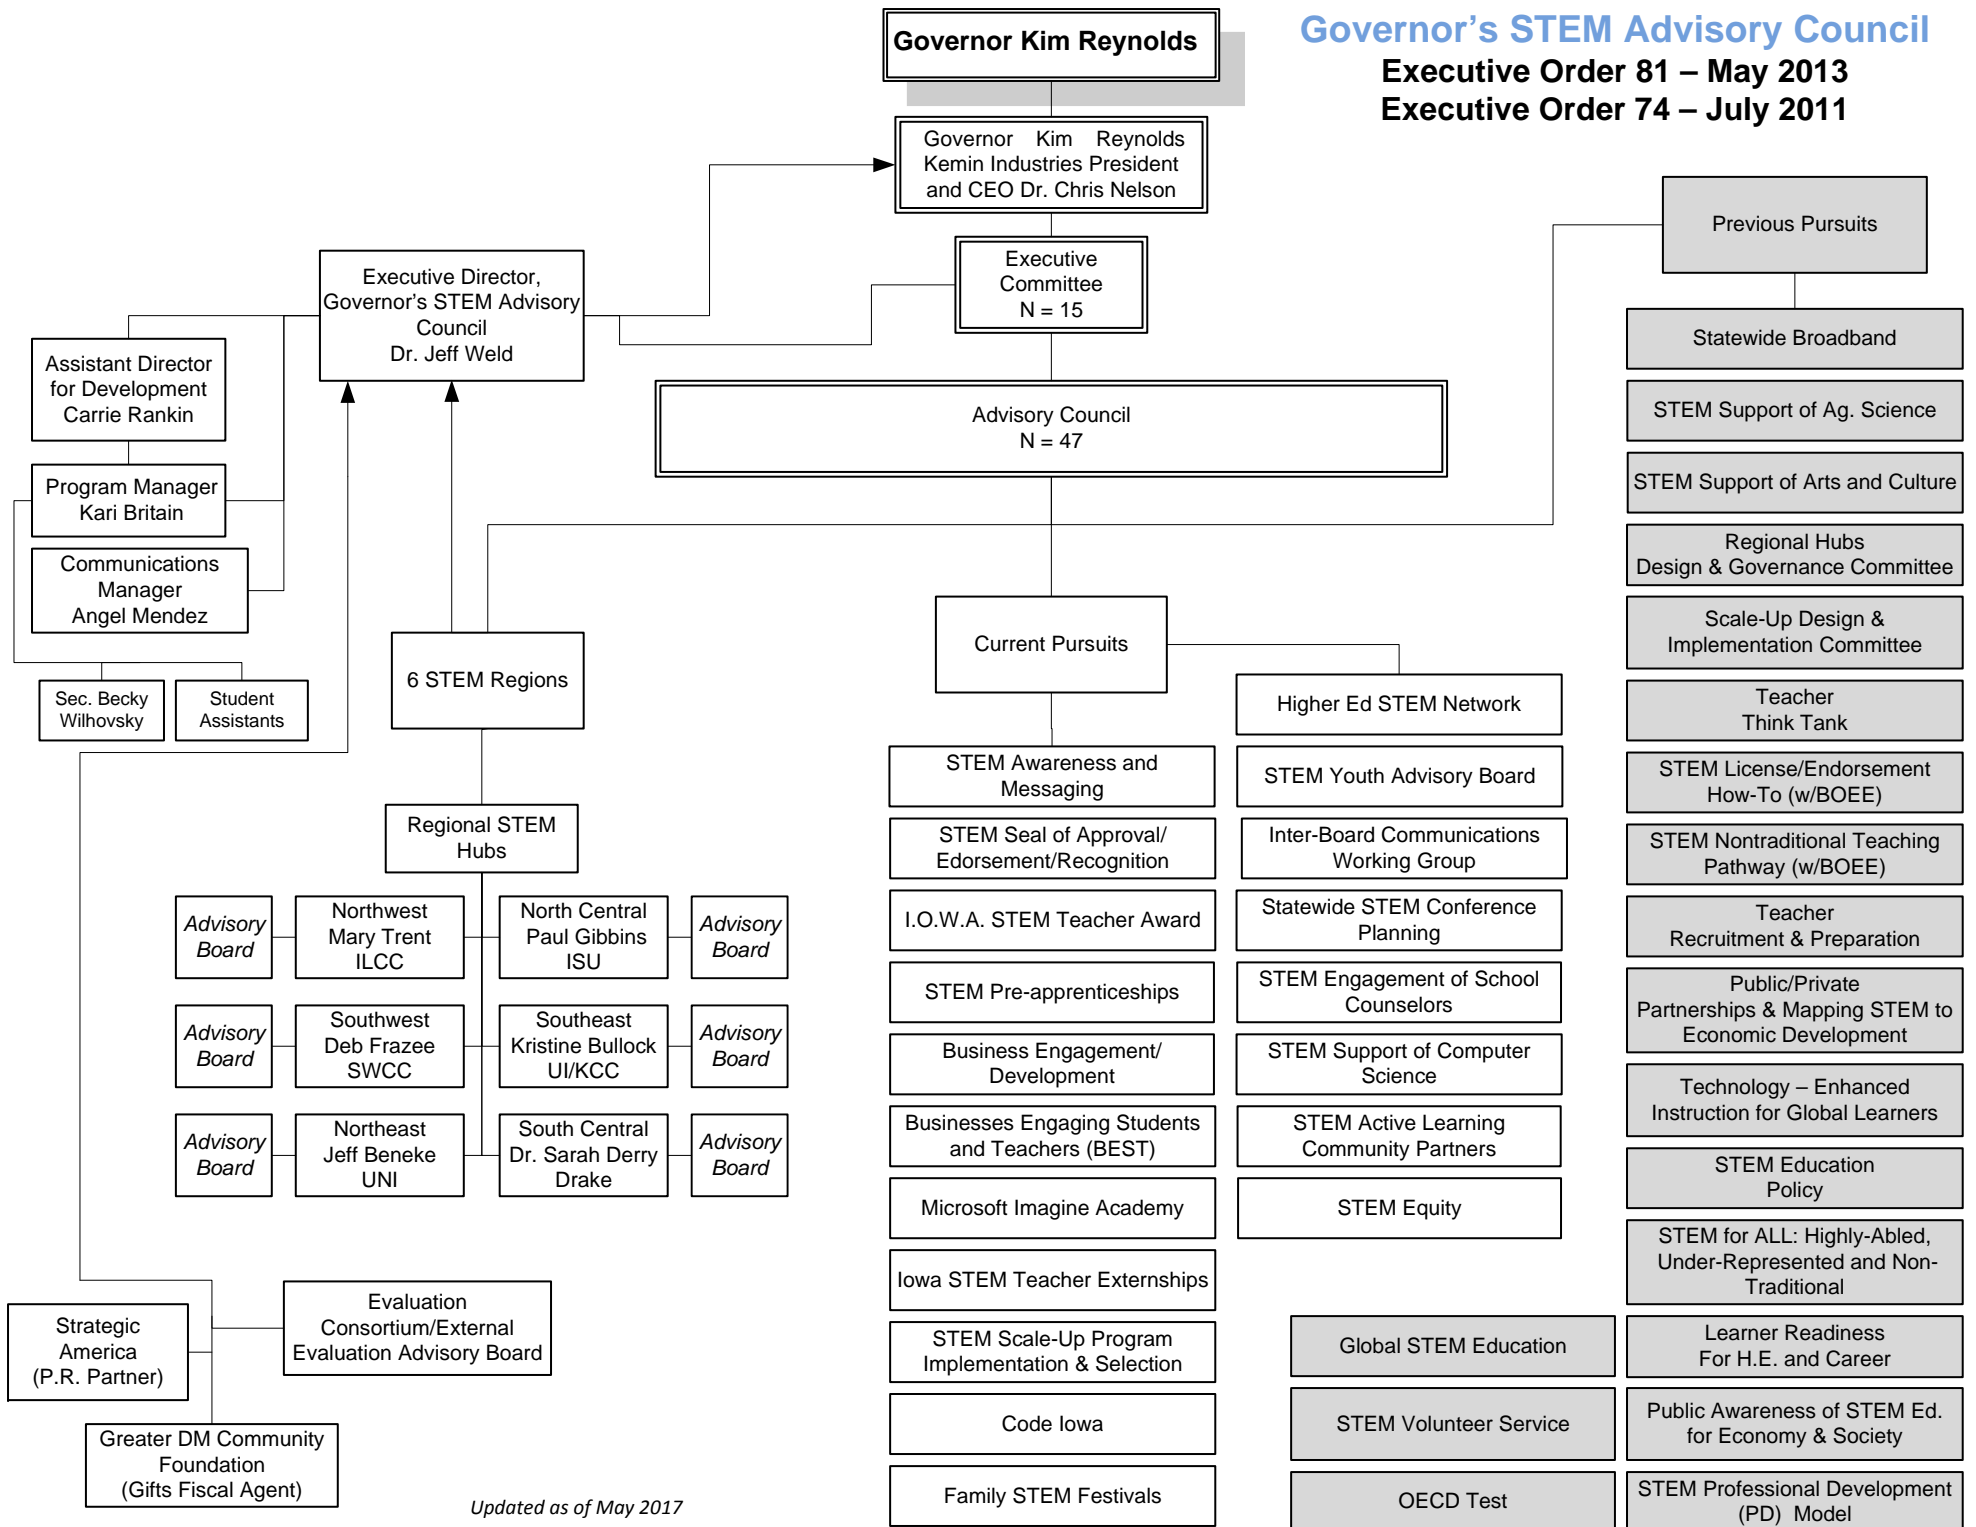 Governor Kim Reynolds
Governor's STEM Advisory Council
Executive Order 81 – May 2013
Executive Order 74 – July 2011
Governor Kim Reynolds
Kemin Industries President
and CEO Dr. Chris Nelson
Executive
Committee
N = 15
Executive Director,
Governor's STEM Advisory
Council
Dr. Jeff Weld
Assistant Director
for Development
Carrie Rankin
Program Manager
Kari Britain
Communications
Manager
Angel Mendez
Sec. Becky
Wilhovsky
Student
Assistants
Advisory Council
N = 47
6 STEM Regions
Regional STEM
Hubs
Advisory
Board
Northwest
Mary Trent
ILCC
North Central
Paul Gibbins
ISU
Advisory
Board
Advisory
Board
Southwest
Deb Frazee
SWCC
Southeast
Kristine Bullock
UI/KCC
Advisory
Board
Advisory
Board
Northeast
Jeff Beneke
UNI
South Central
Dr. Sarah Derry
Drake
Advisory
Board
Strategic
America
(P.R. Partner)
Evaluation
Consortium/External
Evaluation Advisory Board
Greater DM Community
Foundation
(Gifts Fiscal Agent)
Updated as of May 2017
Current Pursuits
STEM Awareness and
Messaging
STEM Seal of Approval/
Edorsement/Recognition
I.O.W.A. STEM Teacher Award
STEM Pre-apprenticeships
Business Engagement/
Development
Businesses Engaging Students
and Teachers (BEST)
Microsoft Imagine Academy
Iowa STEM Teacher Externships
STEM Scale-Up Program
Implementation & Selection
Code Iowa
Family STEM Festivals
Higher Ed STEM Network
STEM Youth Advisory Board
Inter-Board Communications
Working Group
Statewide STEM Conference
Planning
STEM Engagement of School
Counselors
STEM Support of Computer
Science
STEM Active Learning
Community Partners
STEM Equity
Previous Pursuits
Statewide Broadband
STEM Support of Ag. Science
STEM Support of Arts and Culture
Regional Hubs
Design & Governance Committee
Scale-Up Design &
Implementation Committee
Teacher
Think Tank
STEM License/Endorsement
How-To (w/BOEE)
STEM Nontraditional Teaching
Pathway (w/BOEE)
Teacher
Recruitment & Preparation
Public/Private
Partnerships & Mapping STEM to
Economic Development
Technology – Enhanced
Instruction for Global Learners
STEM Education
Policy
STEM for ALL: Highly-Abled,
Under-Represented and Non-
Traditional
Learner Readiness
For H.E. and Career
Public Awareness of STEM Ed.
for Economy & Society
STEM Professional Development
(PD) Model
Global STEM Education
STEM Volunteer Service
OECD Test